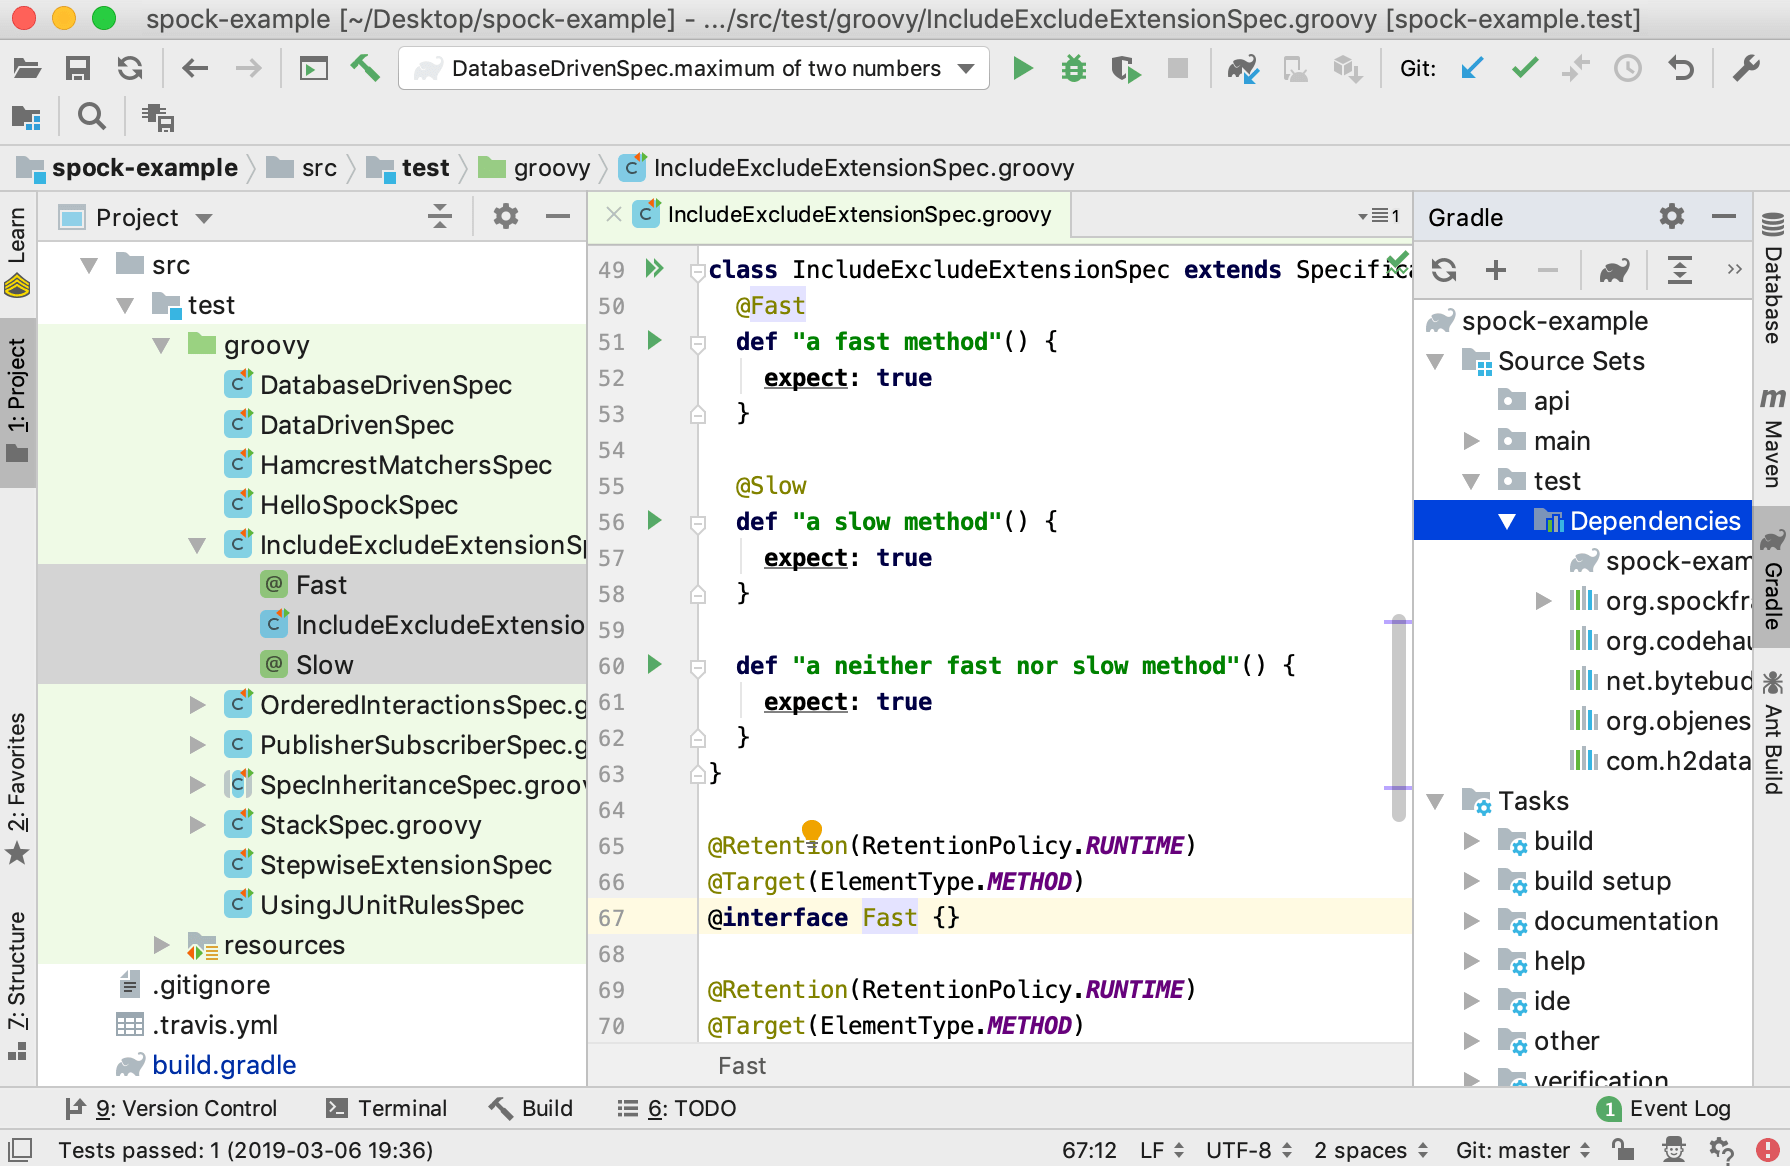 spock-example [~/Desktop/spock-example] - .../src/test/groovy/IncludeExcludeExtensionSpec.groovy [spock-example.test]
DatabaseDrivenSpec.maximum of two numbers
Git:
spock-example
src
test
groovy
IncludeExcludeExtensionSpec.groovy
Learn
1: Project
2: Favorites
7: Structure
Project
src
test
groovy
DatabaseDrivenSpec
DataDrivenSpec
HamcrestMatchersSpec
HelloSpockSpec
IncludeExcludeExtensionSp
Fast
IncludeExcludeExtensio
Slow
OrderedInteractionsSpec.g
PublisherSubscriberSpec.g
SpecInheritanceSpec.groov
StackSpec.groovy
StepwiseExtensionSpec
UsingJUnitRulesSpec
resources
.gitignore
.travis.yml
build.gradle
IncludeExcludeExtensionSpec.groovy
1
49 class IncludeExcludeExtensionSpec extends Specifica
50 @Fast
51 def "a fast method"() {
52 expect: true
53 }
54
55 @Slow
56 def "a slow method"() {
57 expect: true
58 }
59
60 def "a neither fast nor slow method"() {
61 expect: true
62 }
63 }
64
65 @Retention(RetentionPolicy.RUNTIME)
66 @Target(ElementType.METHOD)
67 @interface Fast {}
68
69 @Retention(RetentionPolicy.RUNTIME)
70 @Target(ElementType.METHOD)
Fast
Gradle
spock-example
Source Sets
api
main
test
Dependencies
spock-exam
org.spockfra
org.codehau
net.bytebud
org.objenes
com.h2data
Tasks
build
build setup
documentation
help
ide
other
verification
Database
Maven
Gradle
Ant Build
9: Version Control
Terminal
Build
6: TODO
1 Event Log
Tests passed: 1 (2019-03-06 19:36)
67:12
LF
UTF-8
2 spaces
Git: master